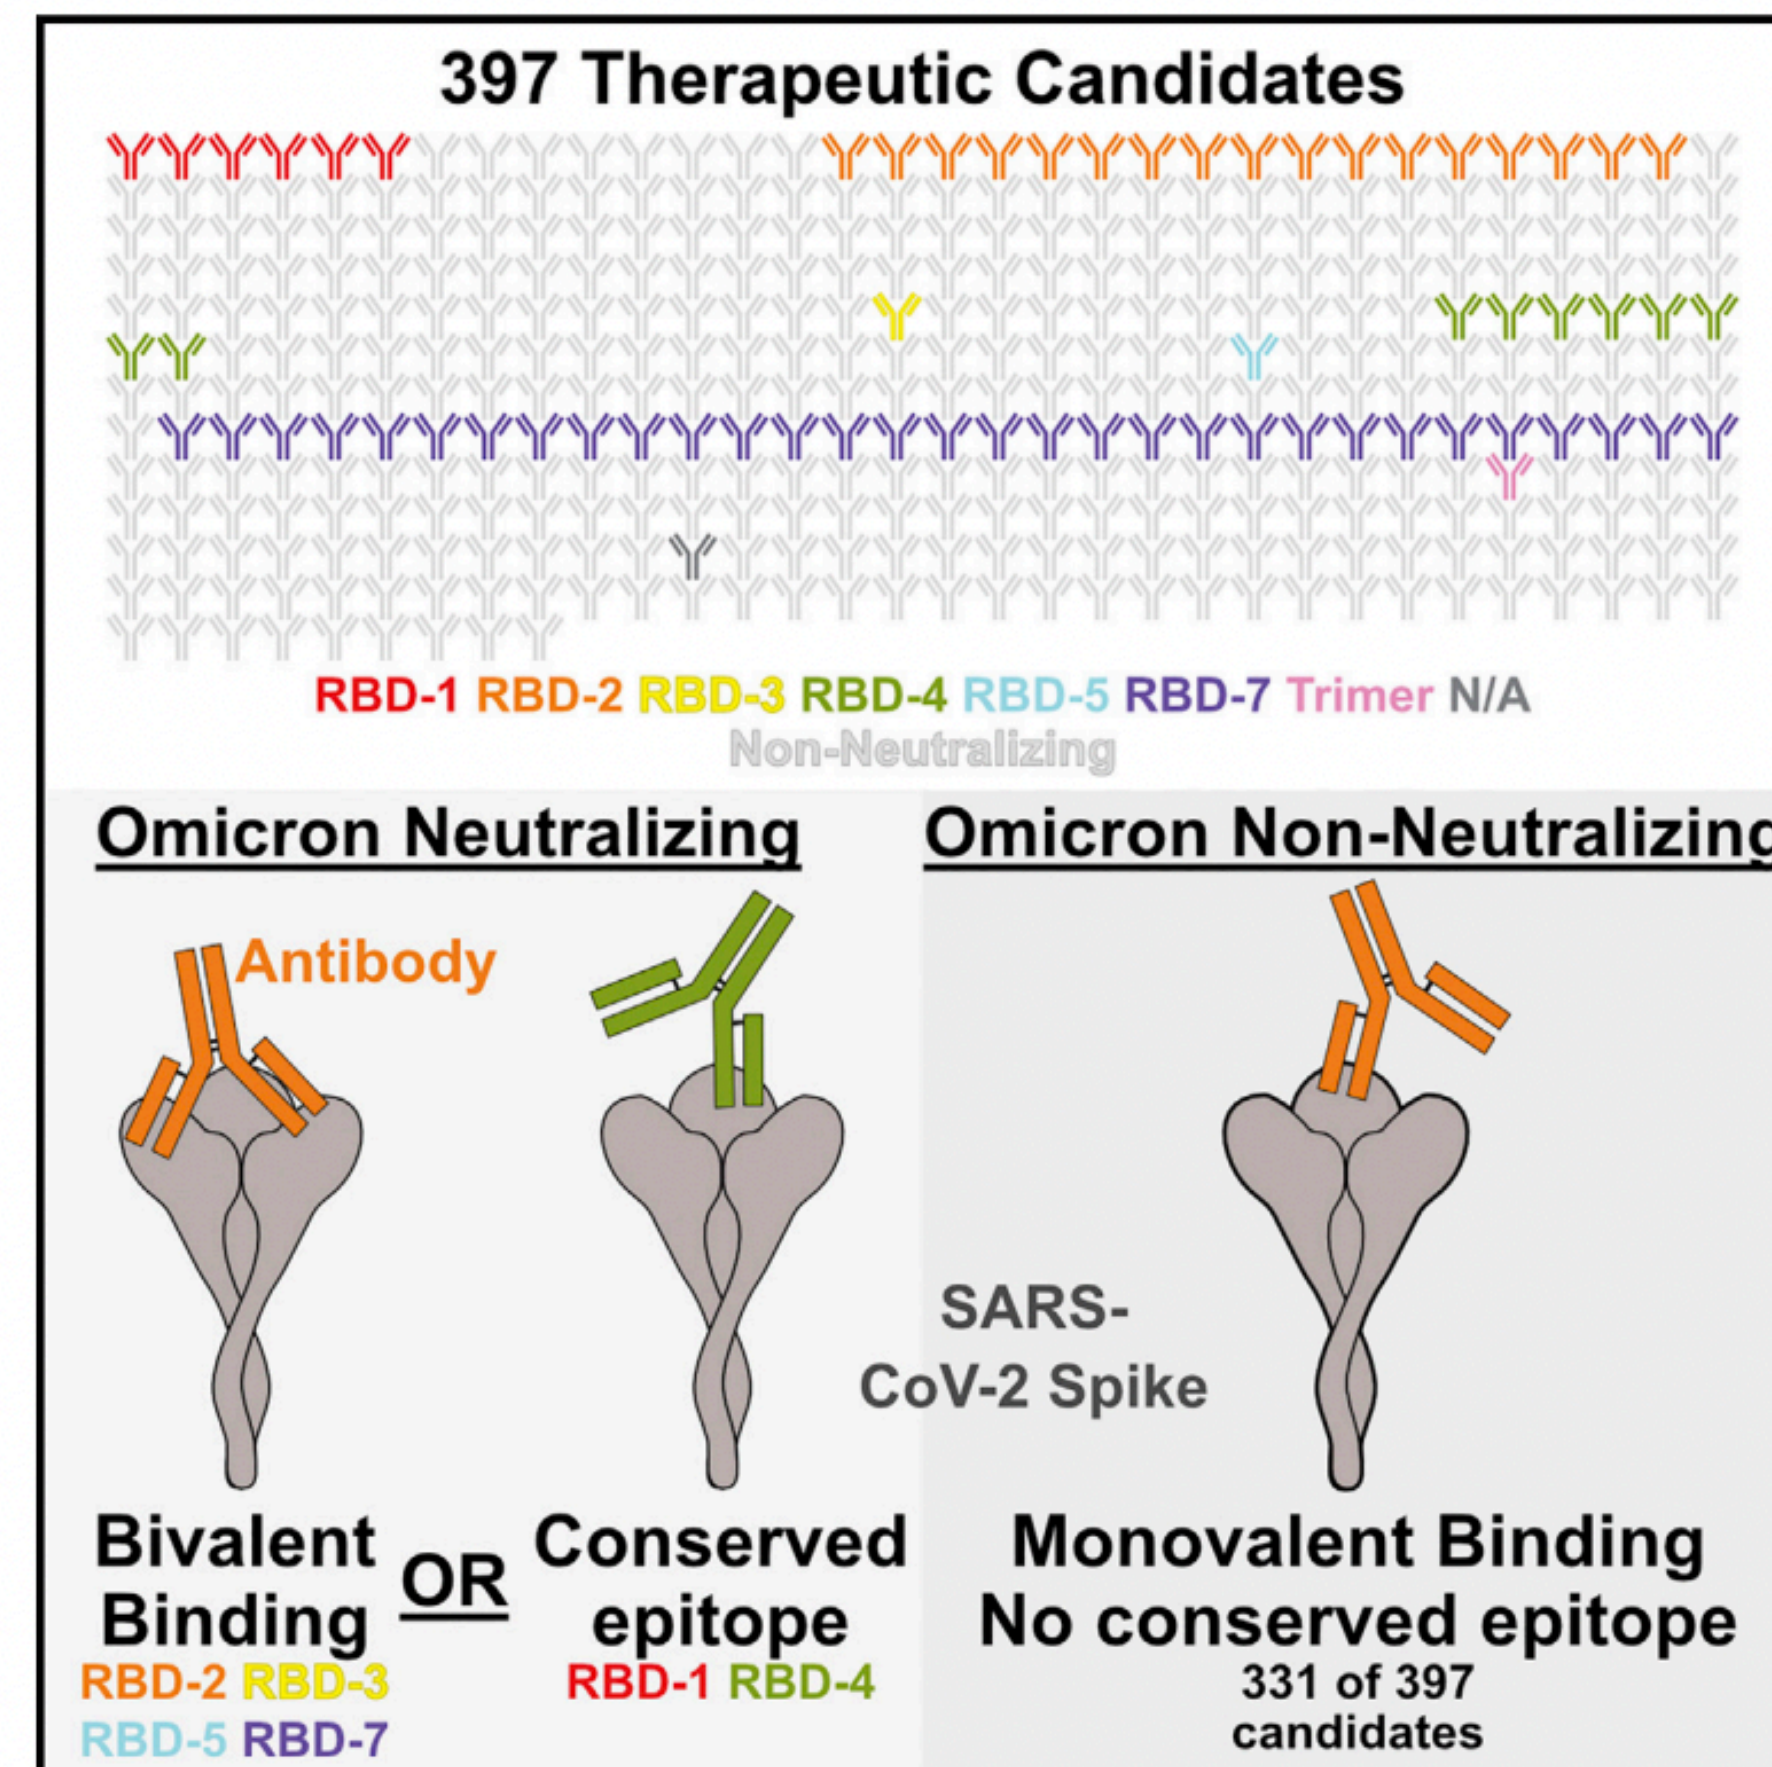 397 Therapeutic Candidates
RBD-1 RBD-2 RBD-3 RBD-4 RBD-5 RBD-7 Trimer N/A
Non-Neutralizing
Omicron Neutralizing
Omicron Non-Neutralizing
Antibody
SARS-
CoV-2 Spike
Bivalent
Binding
OR
Conserved
epitope
Monovalent Binding
No conserved epitope
RBD-2 RBD-3
RBD-5 RBD-7
RBD-1 RBD-4
331 of 397
candidates